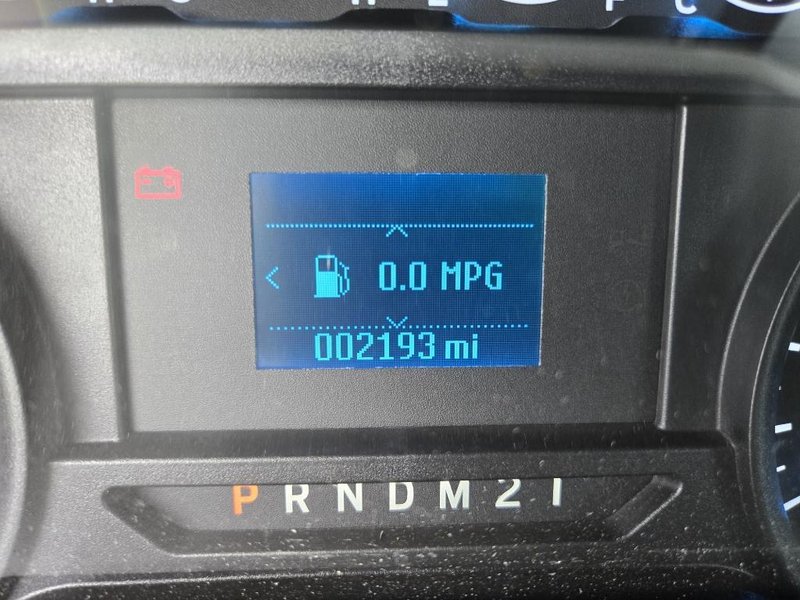 H E F C
0.0 MPG
002193 mi
P R N D M 2 1